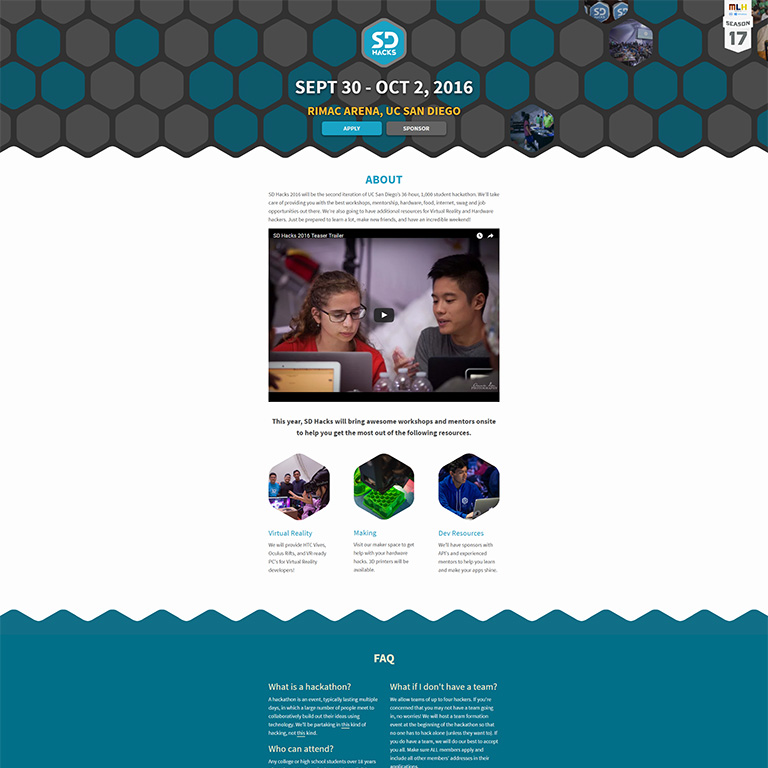 SD
HACKS
MLH
SEASON
17
SEPT 30 - OCT 2, 2016
RIMAC ARENA, UC SAN DIEGO
APPLY
SPONSOR
ABOUT
SD Hacks 2016 will be the second iteration of UC San Diego's 36-hour, 1,000 student hackathon. We'll take
care of providing you with the best workshops, mentorship, hardware, food, internet, swag and job
opportunities out there. We're also going to have additional resources for Virtual Reality and Hardware
hackers. Just be prepared to learn a lot, make new friends, and have an incredible weekend!!
SD Hacks 2016 Teaser Trailer
This year, SD Hacks will bring awesome workshops and mentors onsite
to help you get the most out of the following resources.
Virtual Reality
We will provide HTC Vives,
Oculus Rifts, and VR ready
PC's for Virtual Reality
developers!
Making
Visit our maker space to get
help with your hardware
hacks. 3D printers will be
available.
Dev Resources
We'll have sponsors with
API's and experienced
mentors to help you learn
and make your apps shine.
FAQ
What is a hackathon?
A hackathon is an event, typically lasting multiple
days, in which a large number of people meet to
collaboratively build out their ideas using
technology. We'll be partaking in this kind of
hacking, not this kind.
Who can attend?
Any college or high school students over 18 years
What if I don't have a team?
We allow teams of up to four hackers. If you're
concerned that you may not have a team going
in, no worries! We will host a team formation
event at the beginning of the hackathon so that
no one has to hack alone (unless they want to). If
you do have a team, we will do our best to accept
you all. Make sure ALL members apply and
include all other members' addresses in their
applications.